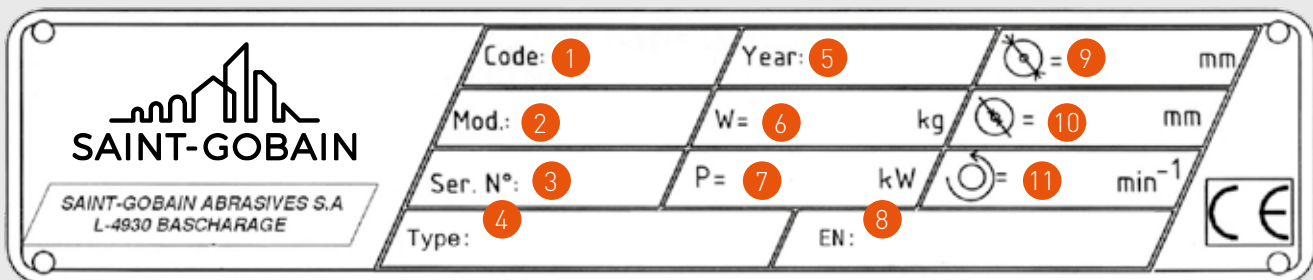 SAINT-GOBAIN
SAINT-GOBAIN ABRASIVES S.A
L-4930 BASCHARAGE
Code: 1
Year: 5
= 9 mm
Mod.: 2
W= 6 kg
= 10 mm
Ser. N°: 3
P= 7 kW
= 11 min⁻¹
4
Type:
8
EN:
CE